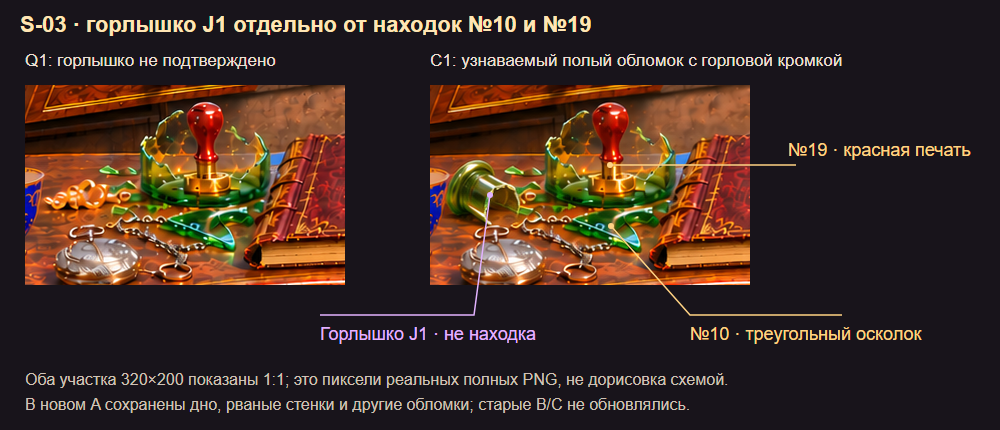 S-03 · горлышко J1 отдельно от находок №10 и №19
Q1: горлышко не подтверждено
C1: узнаваемый полый обломок с горловой кромкой
№19 · красная печать
Горлышко J1 · не находка
№10 · треугольный осколок
Оба участка 320×200 показаны 1:1; это пиксели реальных полных PNG, не дорисовка схемой.
В новом A сохранены дно, рваные стенки и другие обломки; старые B/C не обновлялись.